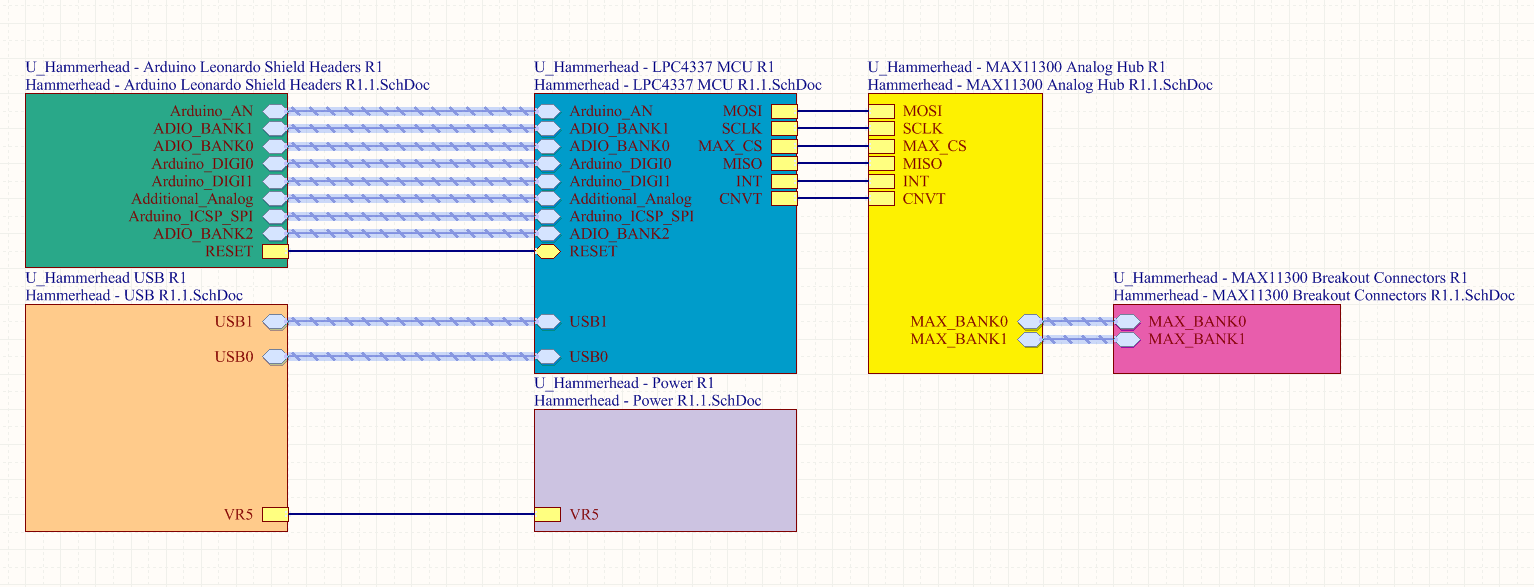 U_Hammerhead - Arduino Leonardo Shield Headers R1
Hammerhead - Arduino Leonardo Shield Headers R1.1.SchDoc
Arduino_AN
ADIO_BANK1
ADIO_BANK0
Arduino_DIGI0
Arduino_DIGI1
Additional_Analog
Arduino_ICSP_SPI
ADIO_BANK2
RESET
U_Hammerhead USB R1
Hammerhead - USB R1.1.SchDoc
USB1
USB0
VR5
U_Hammerhead - LPC4337 MCU R1
Hammerhead - LPC4337 MCU R1.1.SchDoc
Arduino_AN MOSI
ADIO_BANK1 SCLK
ADIO_BANK0 MAX_CS
Arduino_DIGI0 MISO
Arduino_DIGI1 INT
Additional_Analog CNVT
Arduino_ICSP_SPI
ADIO_BANK2
RESET
USB1
USB0
U_Hammerhead - Power R1
Hammerhead - Power R1.1.SchDoc
VR5
U_Hammerhead - MAX11300 Analog Hub R1
Hammerhead - MAX11300 Analog Hub R1.1.SchDoc
MOSI
SCLK
MAX_CS
MISO
INT
CNVT
MAX_BANK0
MAX_BANK1
U_Hammerhead - MAX11300 Breakout Connectors R1
Hammerhead - MAX11300 Breakout Connectors R1.1.SchDoc
MAX_BANK0
MAX_BANK1